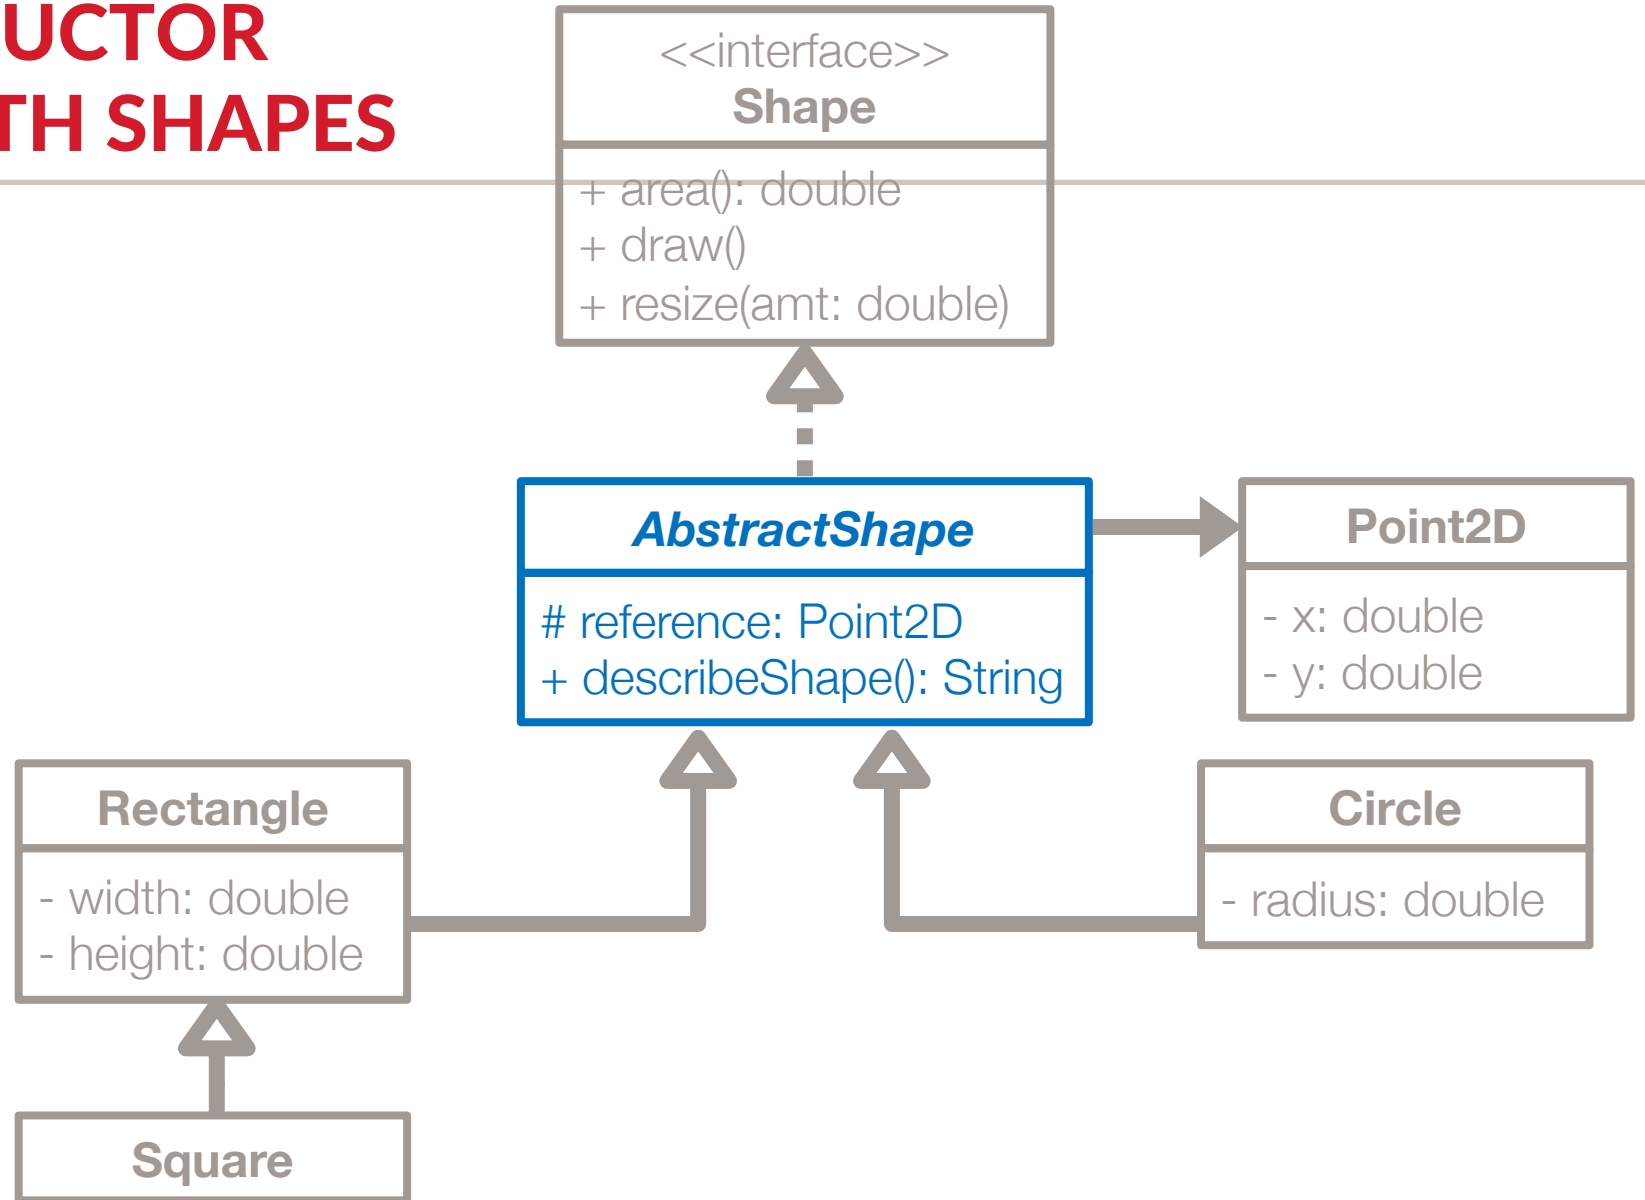 UCTOR
TH SHAPES
<<interface>>
Shape
+ area(): double
+ draw()
+ resize(amt: double)
AbstractShape
# reference: Point2D
+ describeShape(): String
Point2D
- x: double
- y: double
Rectangle
- width: double
- height: double
Circle
- radius: double
Square